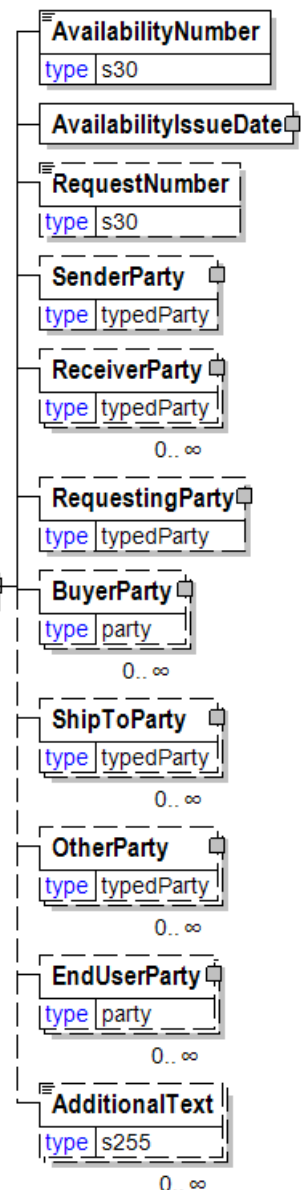 AvailabilityNumber
type s30
AvailabilityIssueDate
RequestNumber
type s30
SenderParty
type typedParty
ReceiverParty
type typedParty
0.. ∞
RequestingParty
type typedParty
BuyerParty
type party
0.. ∞
ShipToParty
type typedParty
0.. ∞
OtherParty
type typedParty
0.. ∞
EndUserParty
type party
0.. ∞
AdditionalText
type s255
0.. ∞